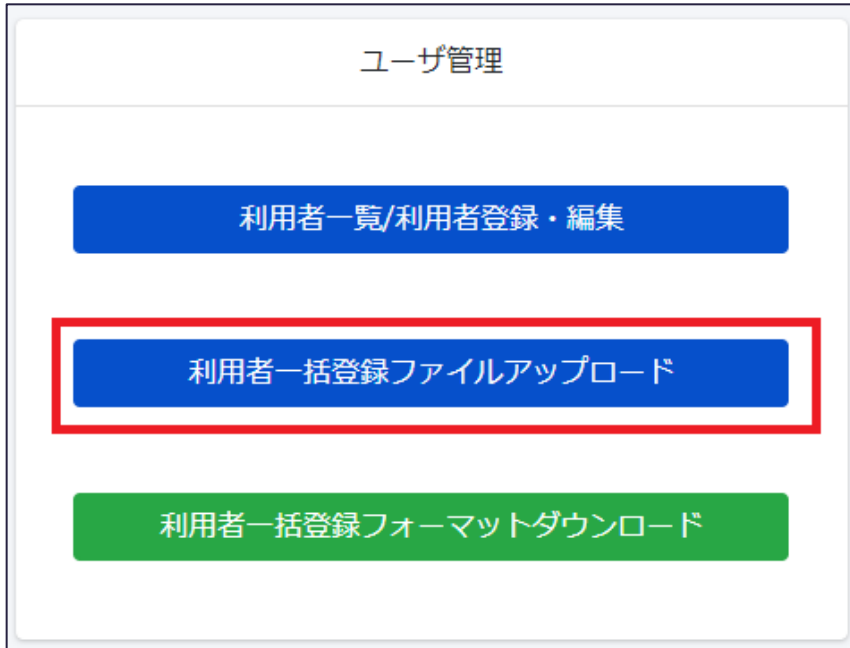 ユーザ管理
利用者一覧/利用者登録・編集
利用者一括登録ファイルアップロード
利用者一括登録フォーマットダウンロード